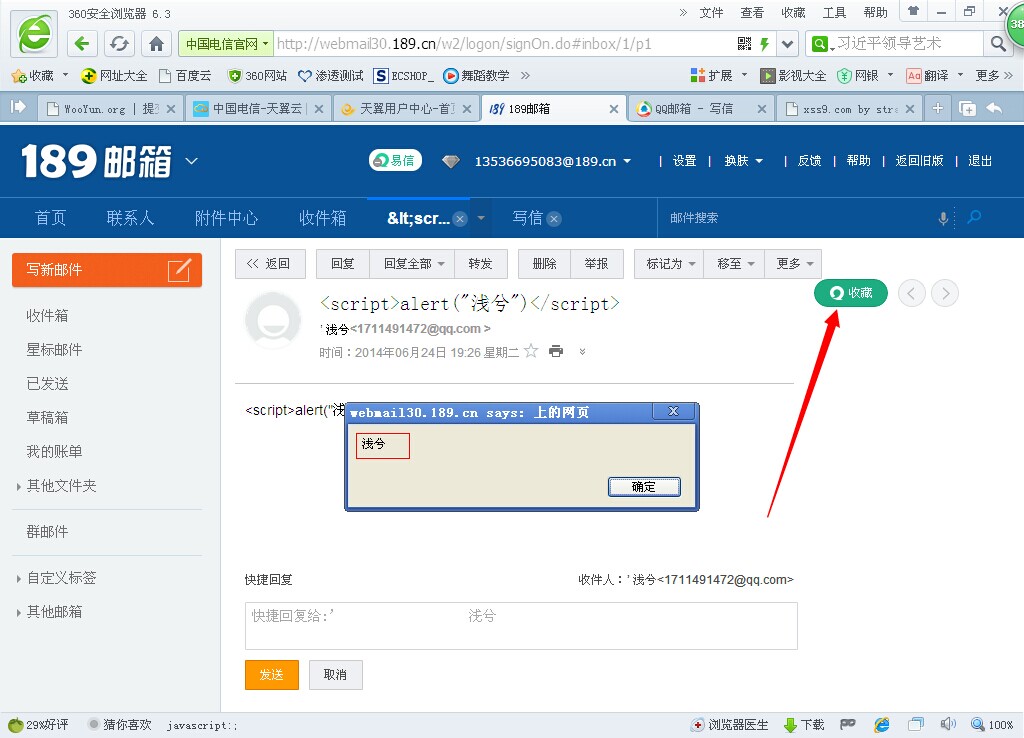 360安全浏览器 6.3
文件 查看 收藏 工具 帮助
38
中国电信官网
http://webmail30.189.cn/w2/logon/signOn.do#inbox/1/p1
习近平领导艺术
收藏 网址大全 百度云 360网站 渗透测试 ECSHOP_ 舞蹈教学 » 扩展 影视大全 网银 翻译 更多 »
WooYun.org | 提 中国电信-天翼云 天翼用户中心-首 189邮箱 QQ邮箱 - 写信 xss9.com by str
189邮箱
易信
13536695083@189.cn
设置 | 换肤 | 反馈 | 帮助 | 返回旧版 | 退出
首页 联系人 附件中心 收件箱 &lt;scr... 写信 邮件搜索
写新邮件
收件箱
星标邮件
已发送
草稿箱
我的账单
其他文件夹
群邮件
自定义标签
其他邮箱
<< 返回 回复 回复全部 转发 删除 举报 标记为 移至 更多
<script>alert("浅兮")</script>
收藏
'浅兮<1711491472@qq.com >
时间：2014年06月24日 19:26 星期二
<script>alert("浅
webmail30.189.cn says: 上的网页
浅兮
确定
快捷回复
收件人：'浅兮<1711491472@qq.com>
快捷回复给:' 浅兮
发送 取消
29%好评 猜你喜欢 javascript:;
浏览器医生 下载 100%